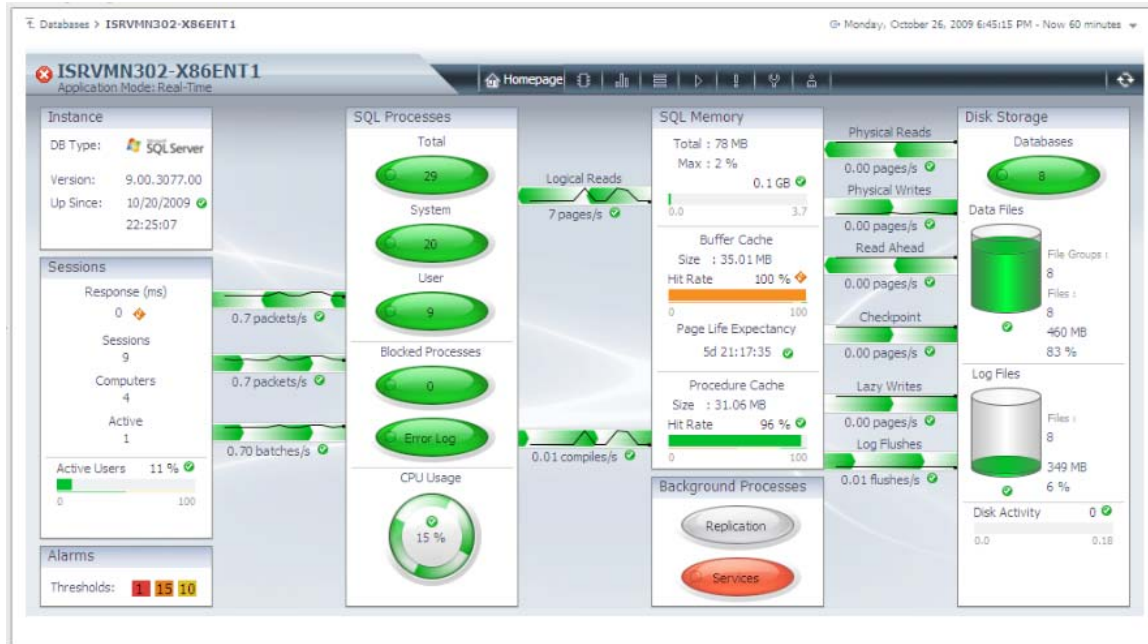 Databases > ISRVMN302-X86ENT1
Monday, October 26, 2009 6:45:15 PM - Now 60 minutes
ISRVMN302-X86ENT1
Application Mode: Real-Time
Homepage
Instance
DB Type:
SQL Server
Version: 9.00.3077.00
Up Since: 10/20/2009
22:25:07
Sessions
Response (ms)
0
Sessions
9
Computers
4
Active
1
Active Users 11 %
0 100
Alarms
Thresholds: 1 15 10
0.7 packets/s
0.7 packets/s
0.70 batches/s
SQL Processes
Total
29
System
20
User
9
Blocked Processes
0
Error Log
CPU Usage
15 %
Logical Reads
7 pages/s
0.01 compiles/s
SQL Memory
Total : 78 MB
Max : 2 %
0.1 GB
0.0 3.7
Buffer Cache
Size : 35.01 MB
Hit Rate 100 %
0 100
Page Life Expectancy
5d 21:17:35
Procedure Cache
Size : 31.06 MB
Hit Rate 96 %
0 100
Background Processes
Replication
Services
Physical Reads
0.00 pages/s
Physical Writes
0.00 pages/s
Read Ahead
0.00 pages/s
Checkpoint
0.00 pages/s
Lazy Writes
0.00 pages/s
Log Flushes
0.01 flushes/s
Disk Storage
Databases
8
Data Files
File Groups :
8
Files :
8
460 MB
83 %
Log Files
Files :
8
349 MB
6 %
Disk Activity 0
0.0 0.18